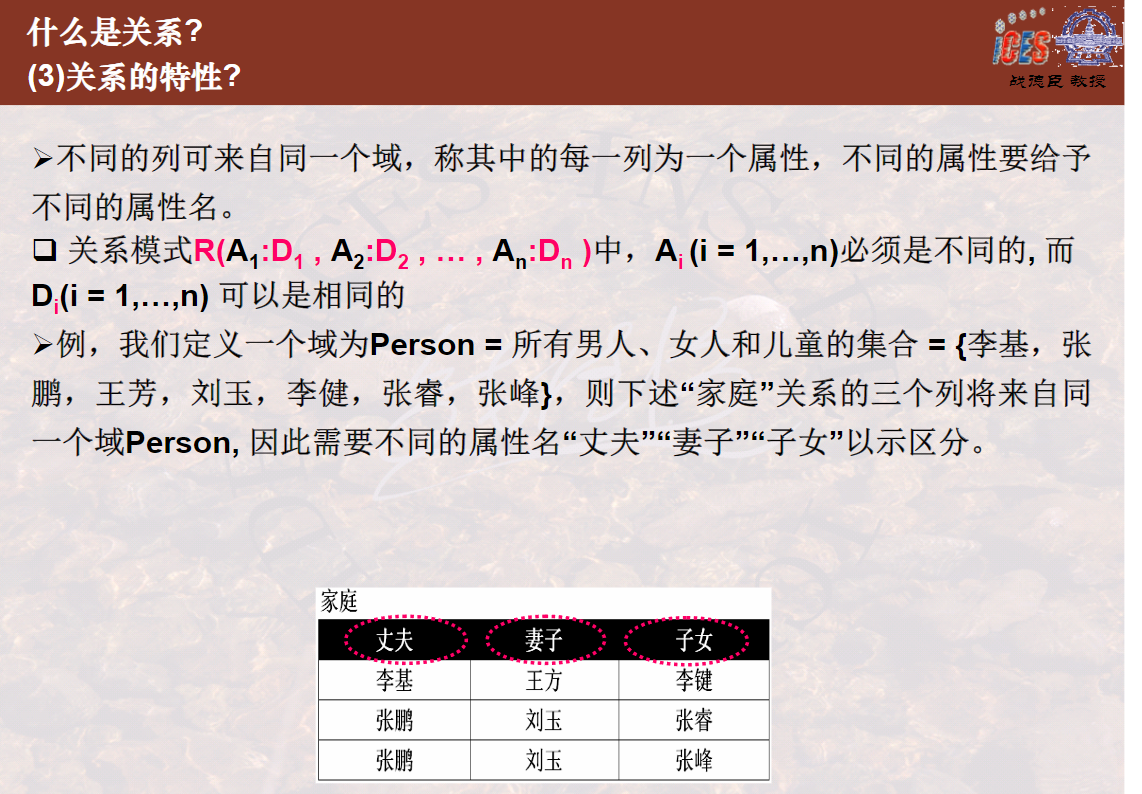 什么是关系?
(3)关系的特性?
iCES
战德臣 教授
➢不同的列可来自同一个域，称其中的每一列为一个属性，不同的属性要给予
不同的属性名。
❑ 关系模式R(A1:D1 , A2:D2 , … , An:Dn )中，Ai (i = 1,…,n)必须是不同的, 而
Di(i = 1,…,n) 可以是相同的
➢例，我们定义一个域为Person = 所有男人、女人和儿童的集合 = {李基，张
鹏，王芳，刘玉，李健，张睿，张峰}，则下述“家庭”关系的三个列将来自同
一个域Person, 因此需要不同的属性名“丈夫”“妻子”“子女”以示区分。
家庭
丈夫 妻子 子女
李基 王方 李键
张鹏 刘玉 张睿
张鹏 刘玉 张峰